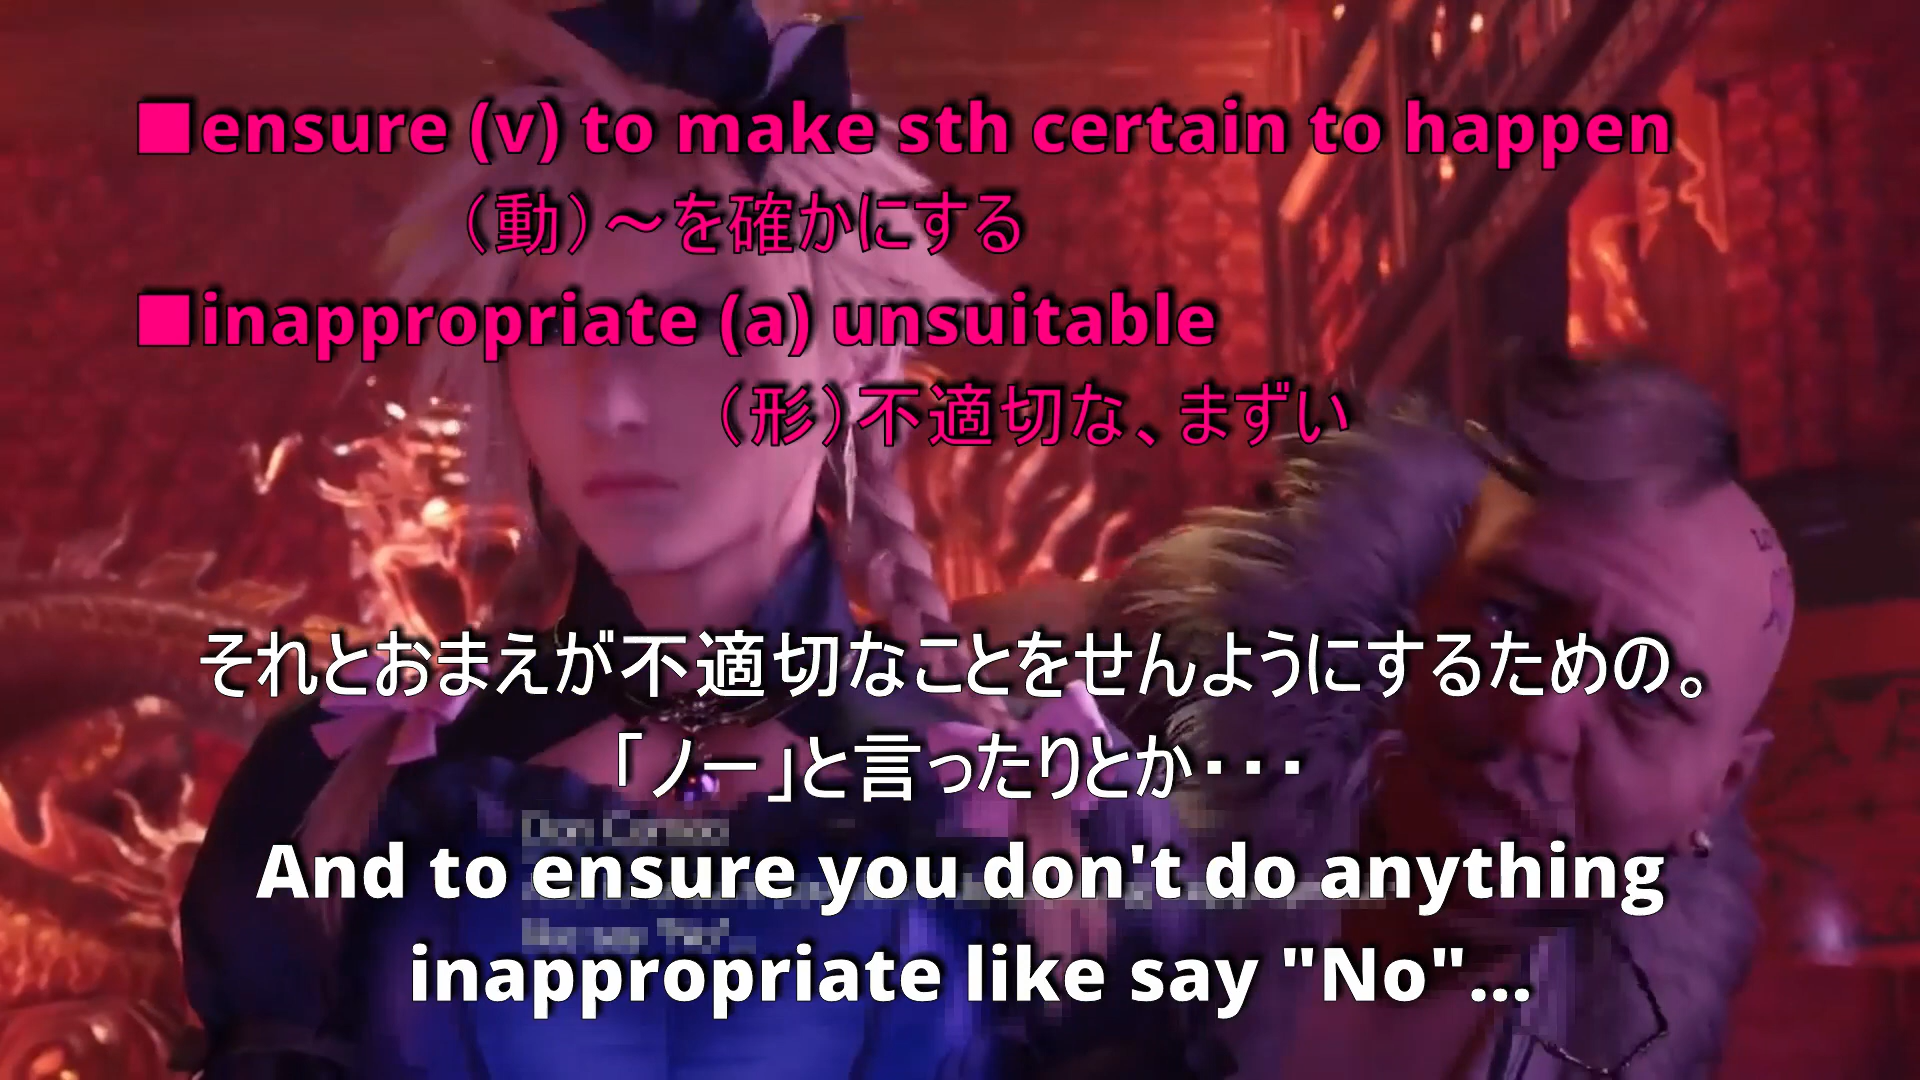 ■ensure (v) to make sth certain to happen
（動）～を確かにする
■inappropriate (a) unsuitable
（形）不適切な、まずい
それとおまえが不適切なことをせんようにするための。
「ノー」と言ったりとか・・・
And to ensure you don't do anything
inappropriate like say "No"...